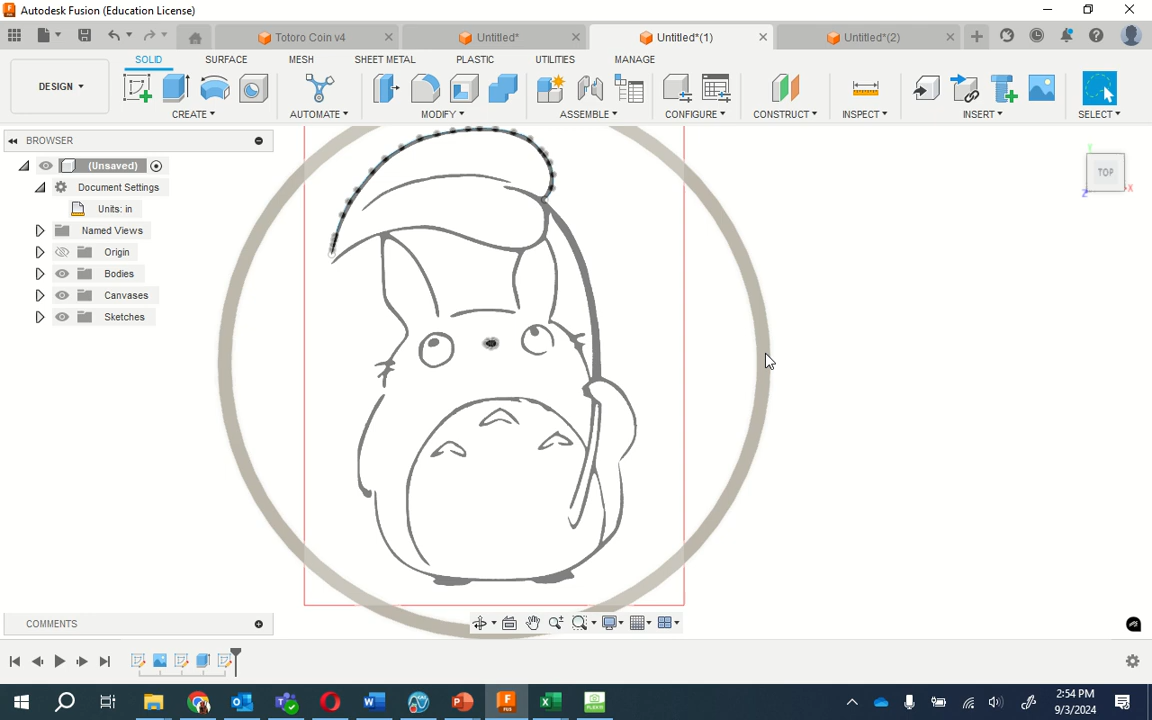 Autodesk Fusion (Education License)
Totoro Coin v4
Untitled*
Untitled*(1)
Untitled*(2)
SOLID SURFACE MESH SHEET METAL PLASTIC UTILITIES MANAGE
DESIGN
CREATE AUTOMATE MODIFY ASSEMBLE CONFIGURE CONSTRUCT INSPECT INSERT SELECT
BROWSER
(Unsaved)
Document Settings
Units: in
Named Views
Origin
Bodies
Canvases
Sketches
Y
TOP
X
Z
COMMENTS
2:54 PM
9/3/2024